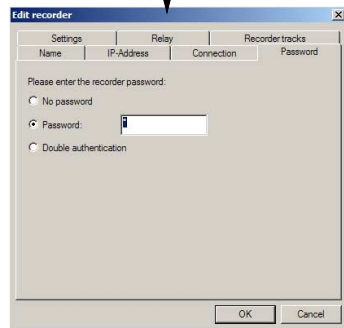 Edit recorder
Settings Relay Recorder tracks
Name IP-Address Connection Password
Please enter the recorder password:
No password
Password:
Double authentication
OK Cancel